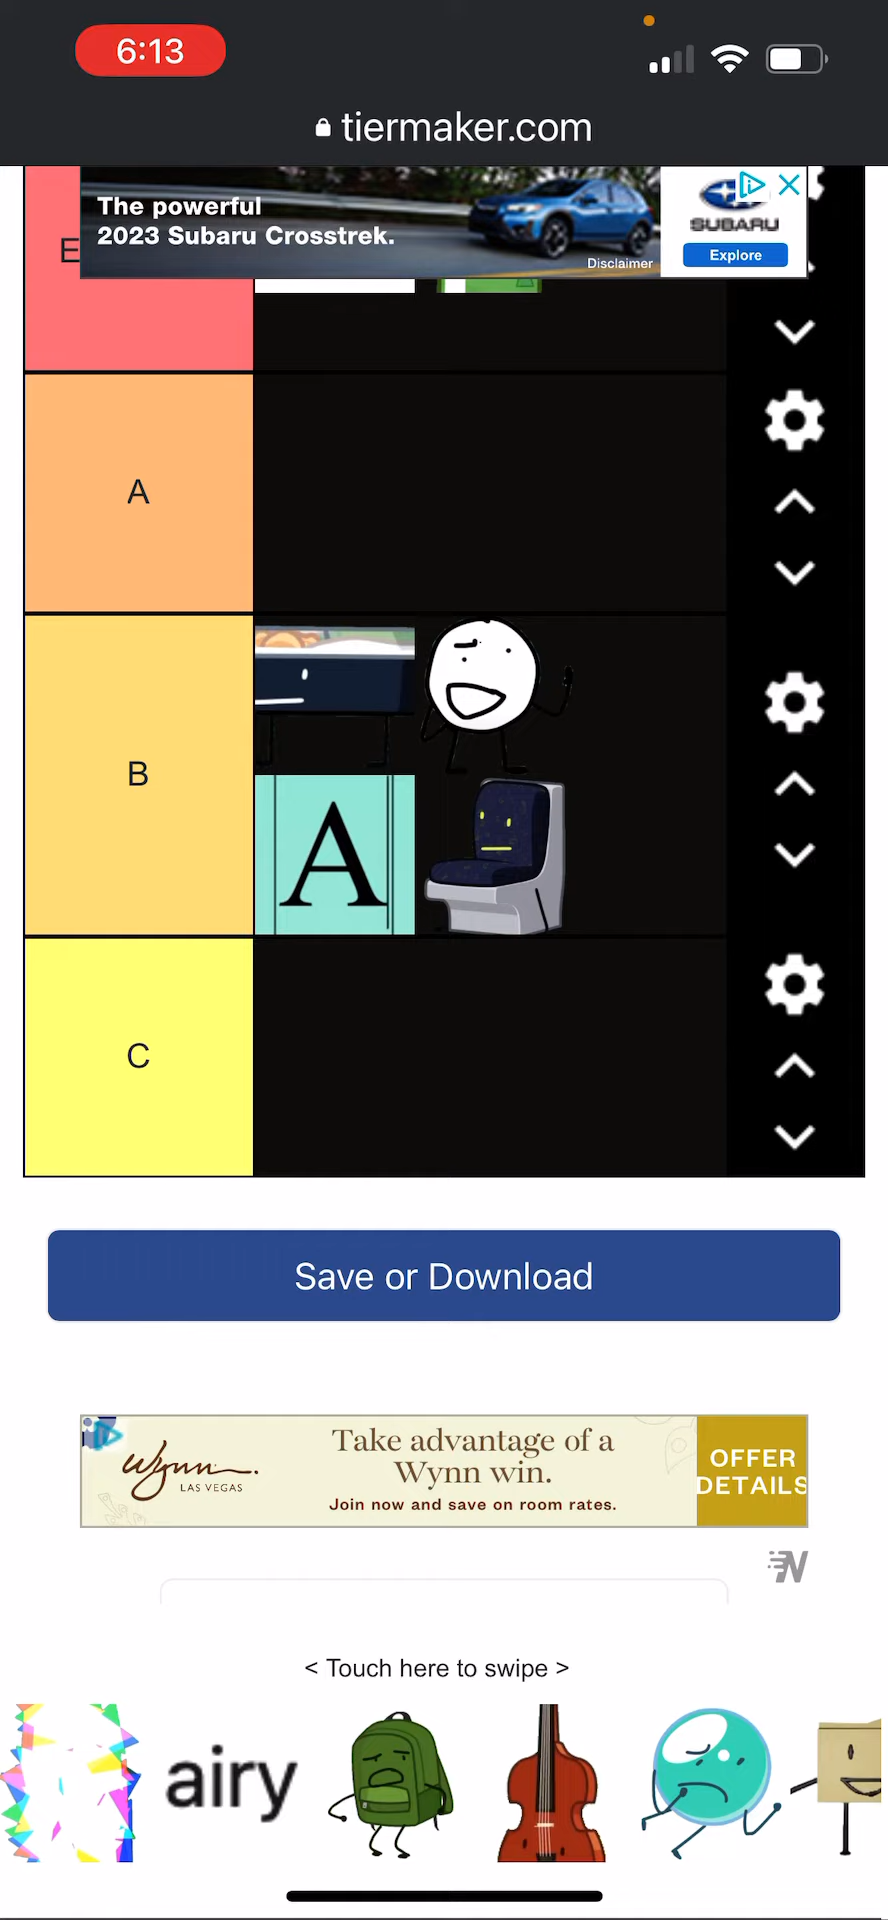 6:13
tiermaker.com
E
The powerful
2023 Subaru Crosstrek.
Disclaimer
SUBARU
Explore
A
B
A
C
Save or Download
Wynn
LAS VEGAS
Take advantage of a
Wynn win.
Join now and save on room rates.
OFFER
DETAILS
N
< Touch here to swipe >
airy